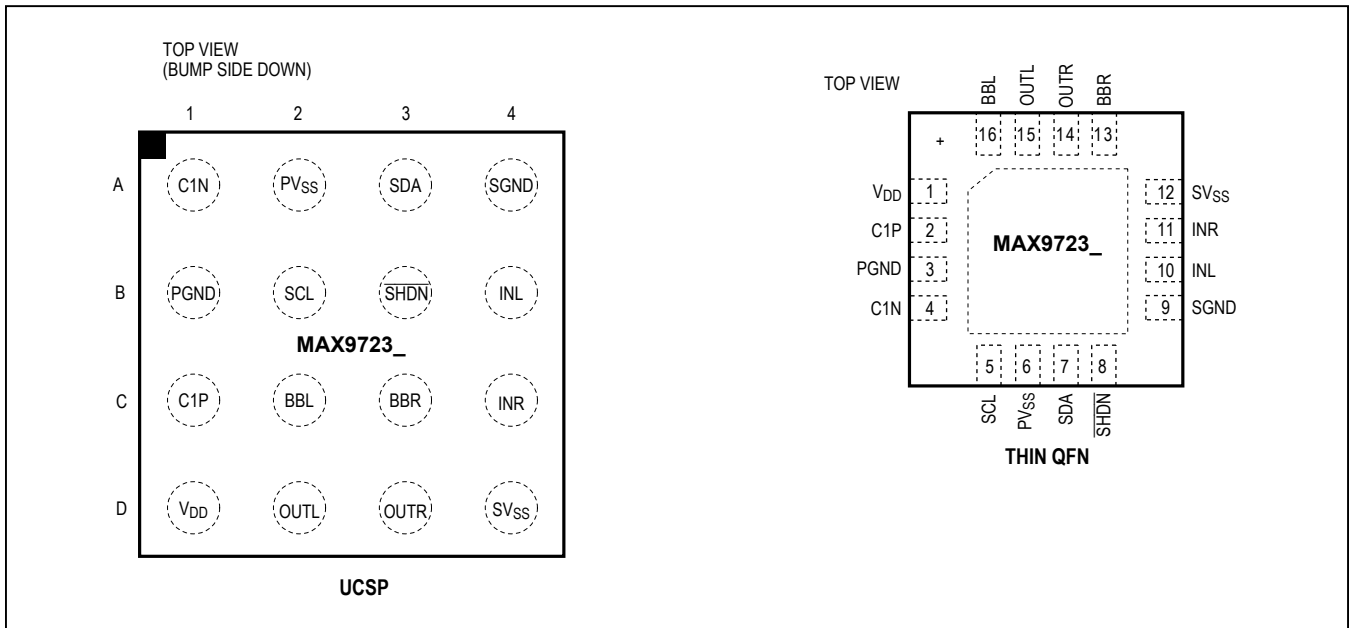 TOP VIEW
(BUMP SIDE DOWN)
1 2 3 4
A C1N PVSS SDA SGND
B PGND SCL SHDN INL
MAX9723_
C C1P BBL BBR INR
D VDD OUTL OUTR SVSS
UCSP
TOP VIEW
BBL OUTL OUTR BBR
16 15 14 13
+
VDD 1 12 SVSS
C1P 2 11 INR
MAX9723_
PGND 3 10 INL
C1N 4 9 SGND
5 6 7 8
SCL PVSS SDA SHDN
THIN QFN